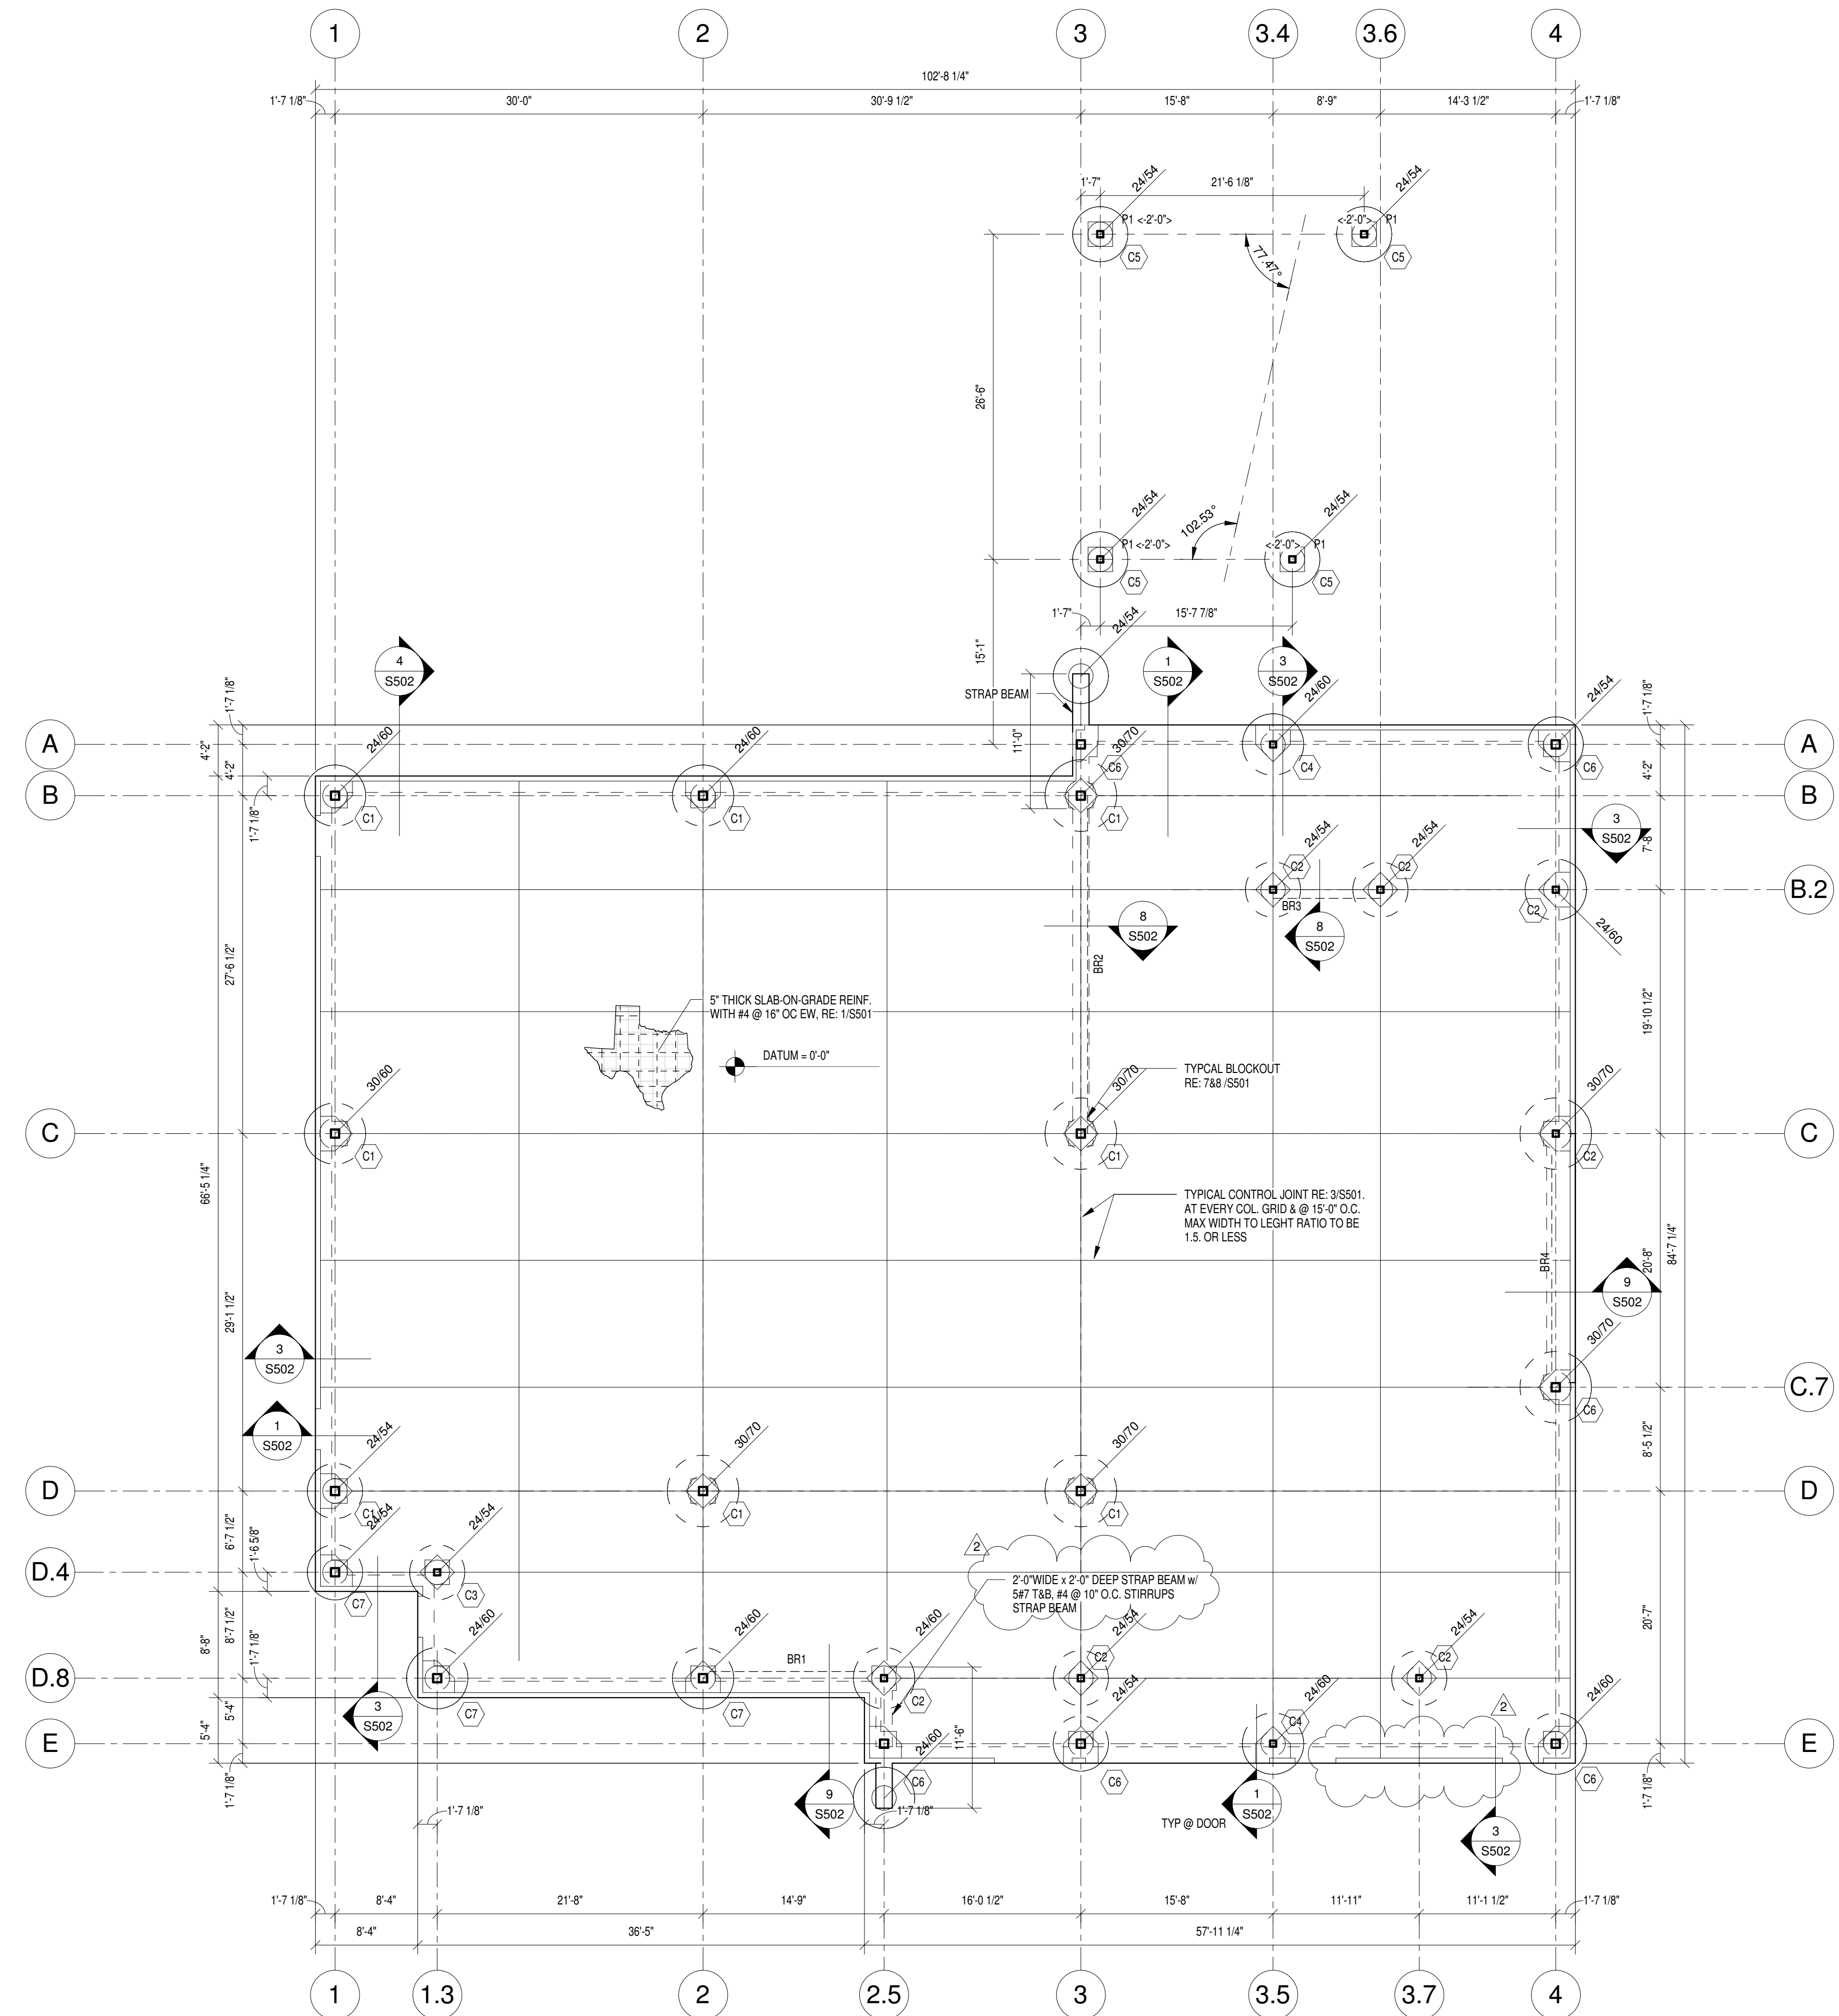 1
2
3
3.4
3.6
4
102'-8 1/4"
1'-7 1/8"
30'-0"
30'-9 1/2"
15'-8"
8'-9"
14'-3 1/2"
1'-7 1/8"
1'-7"
21'-6 1/8"
24/54
24/54
P1 <-2'-0">
<-2'-0">
P1
C5
C5
77.47°
26'-6"
24/54
24/54
102.53°
P1 <-2'-0">
<-2'-0">
P1
C5
C5
1'-7"
15'-7 7/8"
24/54
15'-1"
4
S502
1
S502
3
S502
STRAP BEAM
11'-0"
1'-7 1/8"
4'-2"
4'-2"
1'-7 1/8"
24/60
24/60
30/70
24/60
24/54
1'-7 1/8"
4'-2"
A
A
C6
C4
C6
B
B
C1
C1
C1
3
S502
7'-8"
24/54
24/54
C2
C2
C2
BR3
B.2
24/60
8
S502
8
S502
BR2
27'-6 1/2"
19'-10 1/2"
5" THICK SLAB-ON-GRADE REINF.
WITH #4 @ 16" OC EW, RE: 1/S501
DATUM = 0'-0"
TYPCAL BLOCKOUT
RE: 7&8 /S501
30/60
30/70
30/70
C
C
C1
C1
C2
66'-5 1/4"
TYPICAL CONTROL JOINT RE: 3/S501.
AT EVERY COL. GRID & @ 15'-0" O.C.
MAX WIDTH TO LEGHT RATIO TO BE
1.5. OR LESS
BR4
20'-8"
84'-7 1/4"
9
S502
29'-1 1/2"
3
S502
30/70
C.7
C6
1
S502
24/54
30/70
30/70
8'-5 1/2"
D
D
C1
C1
C1
24/54
24/54
6'-7 1/2"
1'-6 5/8"
2
D.4
C7
C3
2'-0"WIDE x 2'-0" DEEP STRAP BEAM w/
5#7 T&B, #4 @ 10" O.C. STIRRUPS
STRAP BEAM
8'-7 1/2"
8'-8"
1'-7 1/8"
20'-7"
24/60
24/60
24/60
24/54
24/54
BR1
C2
C2
D.8
C7
C7
C2
3
S502
5'-4"
5'-4"
24/54
24/60
24/60
24/60
C4
2
11'-6"
E
E
C6
C6
C6
1'-7 1/8"
1'-7 1/8"
9
S502
1
S502
1'-7 1/8"
1'-7 1/8"
TYP @ DOOR
3
S502
1'-7 1/8"
8'-4"
21'-8"
14'-9"
16'-0 1/2"
15'-8"
11'-11"
11'-1 1/2"
1'-7 1/8"
8'-4"
36'-5"
57'-11 1/4"
1
1.3
2
2.5
3
3.5
3.7
4